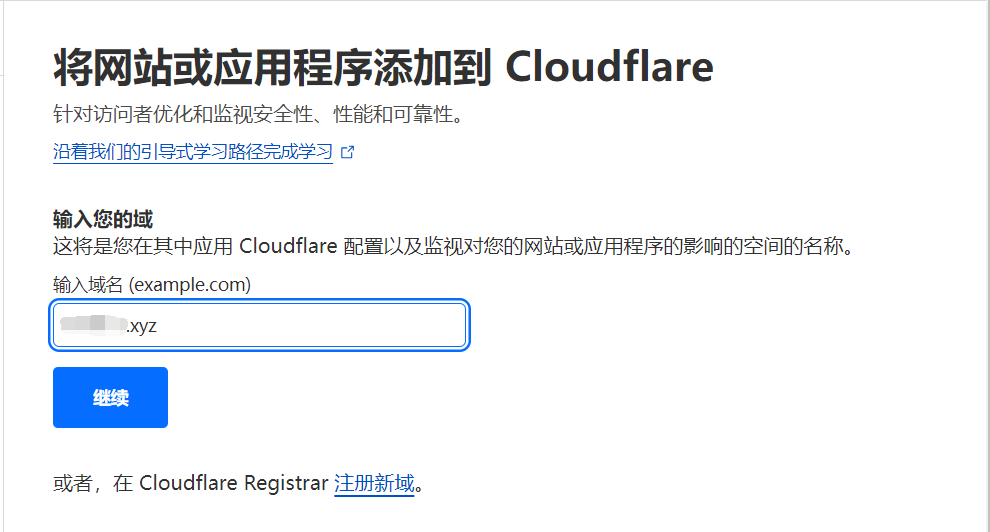 将网站或应用程序添加到 Cloudflare
针对访问者优化和监视安全性、性能和可靠性。
沿着我们的引导式学习路径完成学习
输入您的域
这将是您在其中应用 Cloudflare 配置以及监视对您的网站或应用程序的影响的空间的名称。
输入域名 (example.com)
.xyz
继续
或者，在 Cloudflare Registrar 注册新域。